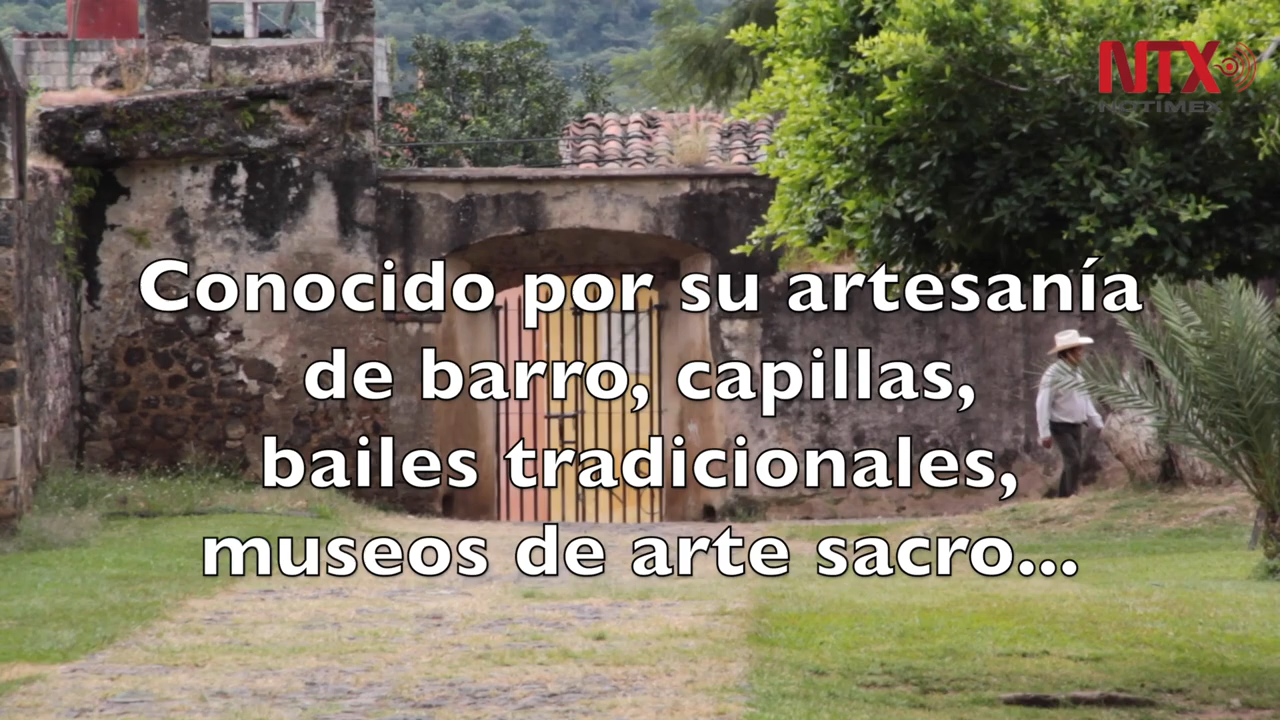 NTX
NOTIMEX
Conocido por su artesanía
de barro, capillas,
bailes tradicionales,
museos de arte sacro...